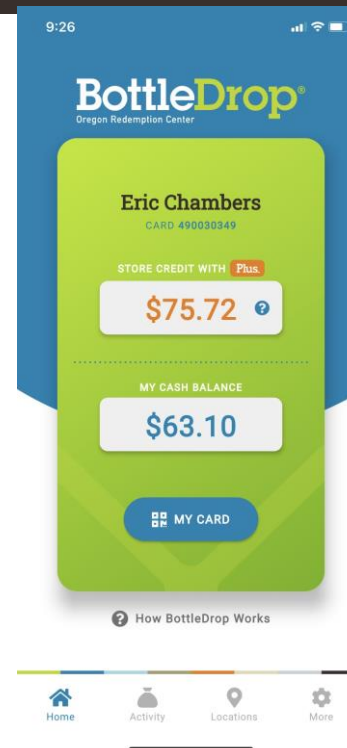 9:26
BottleDrop®
Oregon Redemption Center
Eric Chambers
CARD 490030349
STORE CREDIT WITH Plus.
$75.72 ?
MY CASH BALANCE
$63.10
MY CARD
? How BottleDrop Works
Home Activity Locations More